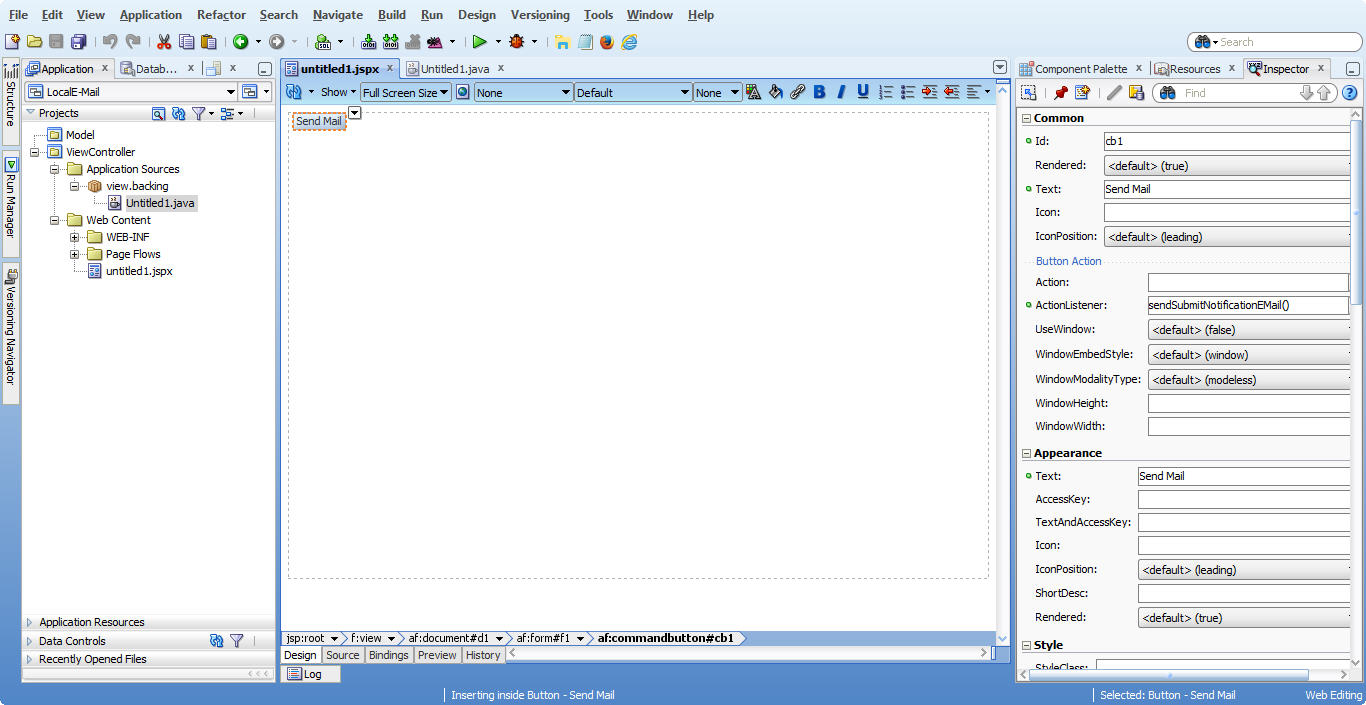 File Edit View Application Refactor Search Navigate Build Run Design Versioning Tools Window Help
Search
Structure
Run Manager
Versioning Navigator
Application
Datab...
LocalE-Mail
Projects
Model
ViewController
Application Sources
view.backing
Untitled1.java
Web Content
WEB-INF
Page Flows
untitled1.jspx
Application Resources
Data Controls
Recently Opened Files
untitled1.jspx
Untitled1.java
Show Full Screen Size None Default None B I U
Send Mail
jsp:root f:view af:document#d1 af:form#f1 af:commandbutton#cb1
Design Source Bindings Preview History
Log
Component Palette Resources Inspector
Find
Common
Id: cb1
Rendered: <default> (true)
Text: Send Mail
Icon:
IconPosition: <default> (leading)
Button Action
Action:
ActionListener: sendSubmitNotificationEMail()
UseWindow: <default> (false)
WindowEmbedStyle: <default> (window)
WindowModalityType: <default> (modeless)
WindowHeight:
WindowWidth:
Appearance
Text: Send Mail
AccessKey:
TextAndAccessKey:
Icon:
IconPosition: <default> (leading)
ShortDesc:
Rendered: <default> (true)
Style
StyleClass:
Inserting inside Button - Send Mail
Selected: Button - Send Mail
Web Editing